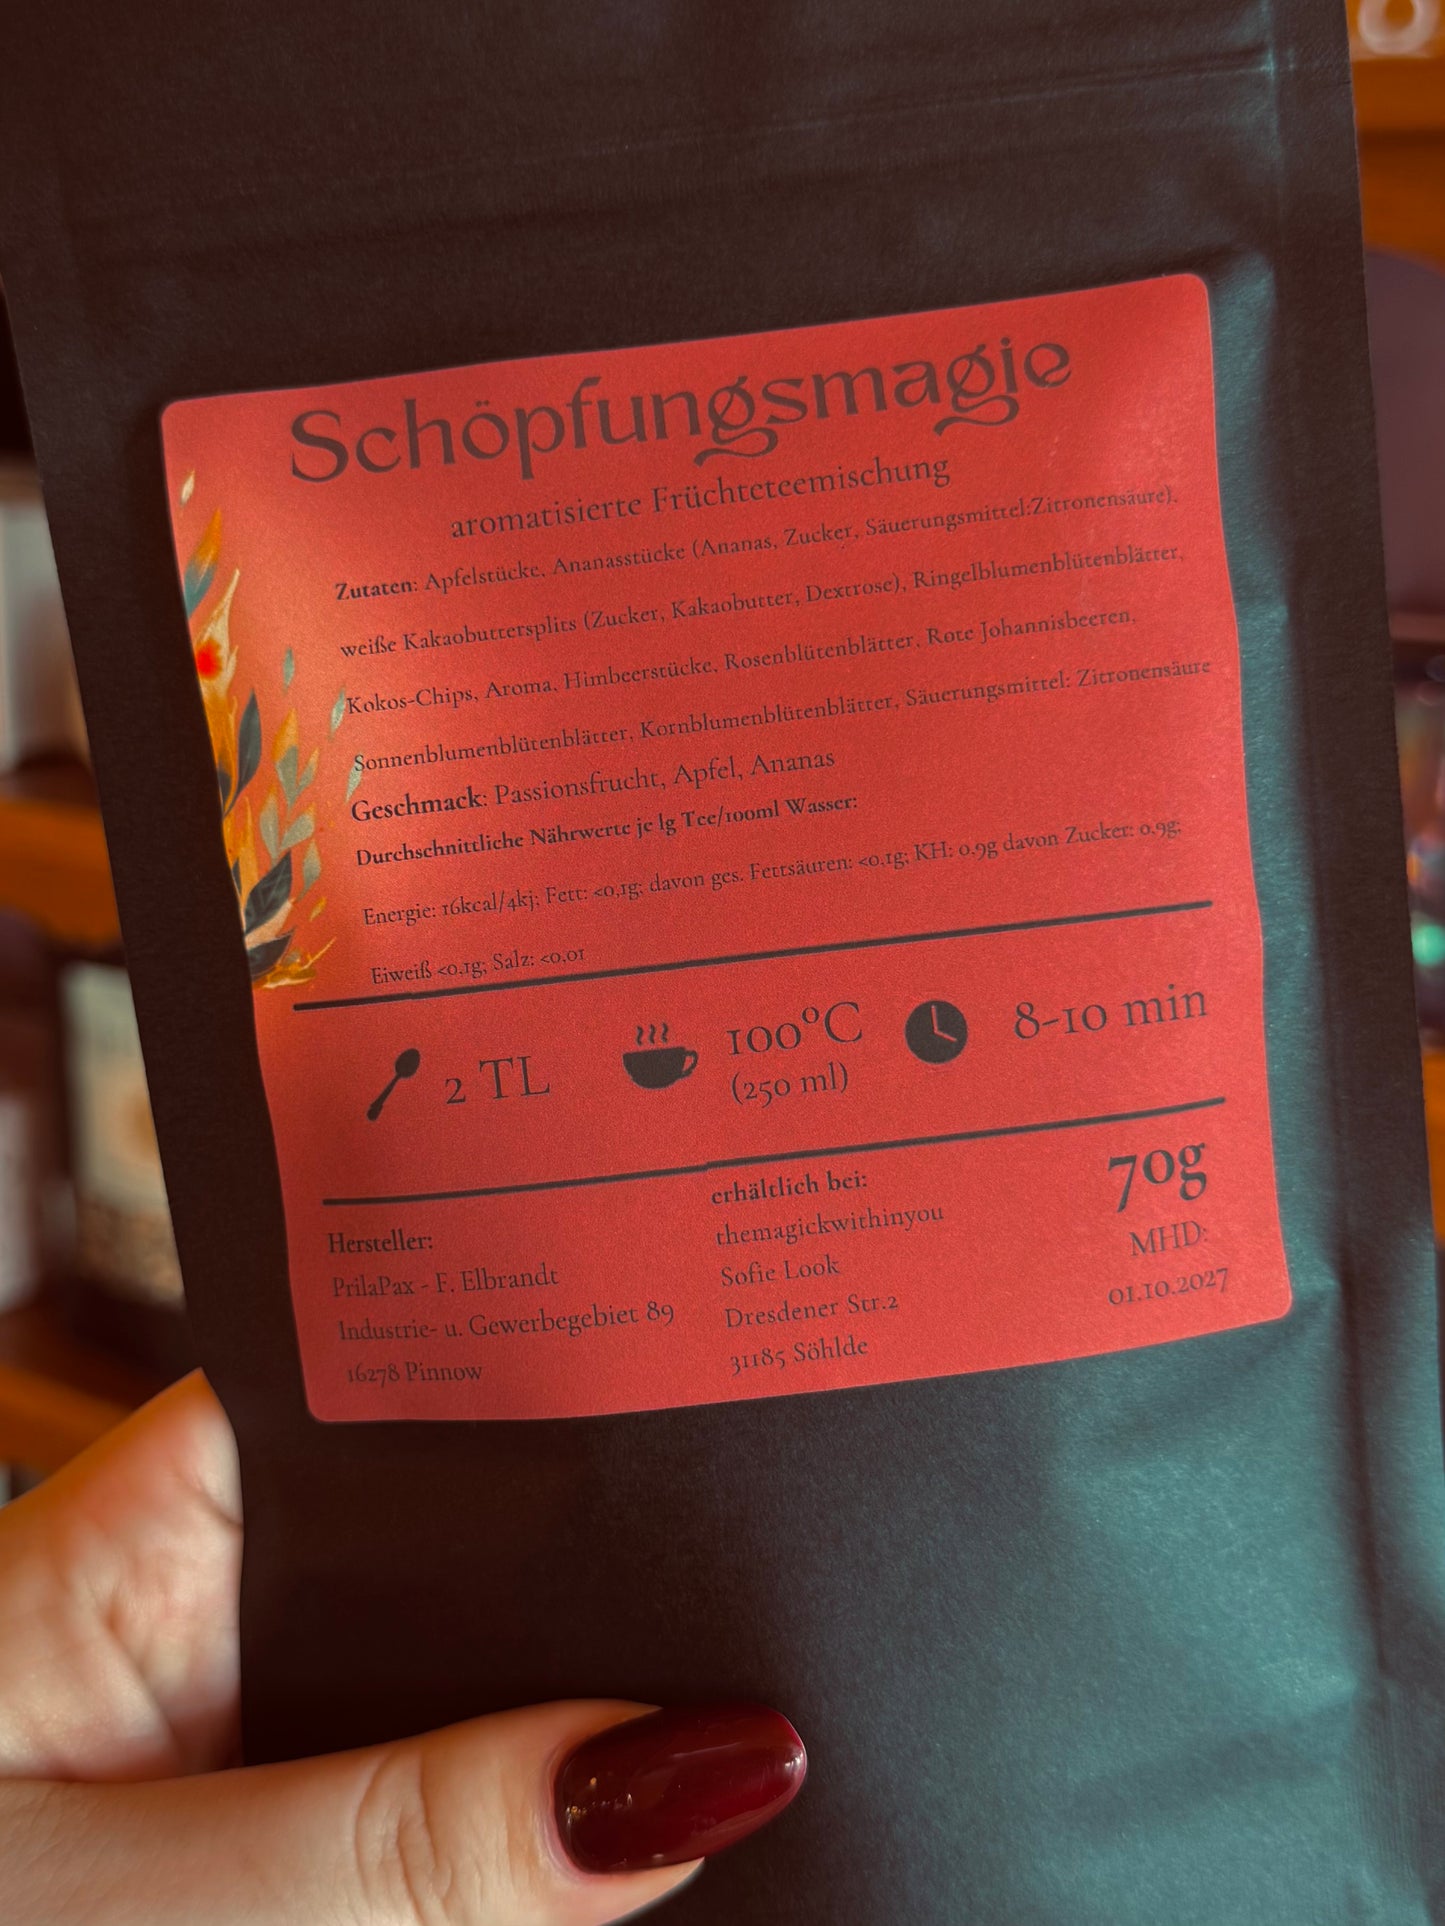 Schöpfungsmagie
aromatisierte Früchteteemischung
Zutaten: Apfelstücke, Ananasstücke (Ananas, Zucker, Säuerungsmittel:Zitronensäure),
weiße Kakaobuttersplits (Zucker, Kakaobutter, Dextrose), Ringelblumenblütenblätter,
Kokos-Chips, Aroma, Himbeerstücke, Rosenblütenblätter, Rote Johannisbeeren,
Sonnenblumenblütenblätter, Kornblumenblütenblätter, Säuerungsmittel: Zitronensäure
Geschmack: Passionsfrucht, Apfel, Ananas
Durchschnittliche Nährwerte je 1g Tee/100ml Wasser:
Energie: 16kcal/4kj; Fett: <0,1g; davon ges. Fettsäuren: <0,1g; KH: 0,9g davon Zucker: 0,9g;
Eiweiß <0,1g; Salz: <0,01
2 TL
100°C
(250 ml)
8-10 min
Hersteller:
PrilaPax - F. Elbrandt
Industrie- u. Gewerbegebiet 89
16278 Pinnow
erhältlich bei:
themagickwithinyou
Sofie Look
Dresdener Str.2
31185 Söhlde
70g
MHD:
01.10.2027